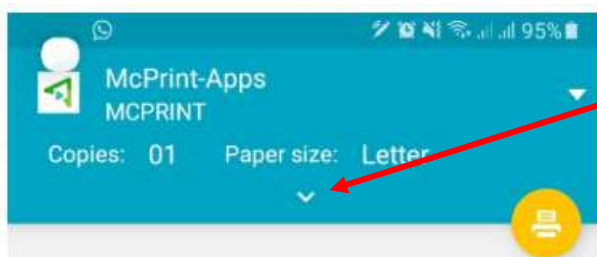 95%
McPrint-Apps
MCPRINT
Copies: 01 Paper size: Letter